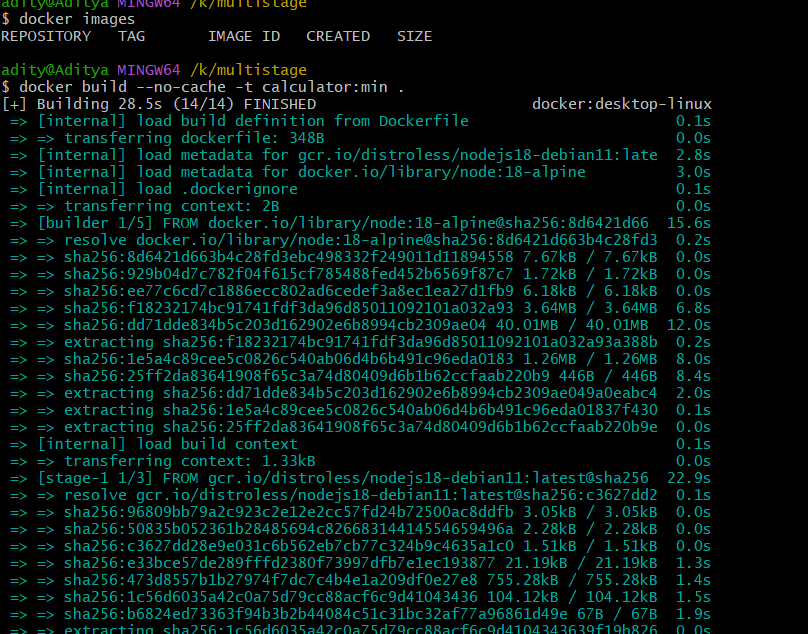 adity@Aditya MINGW64 /k/multistage
$ docker images
REPOSITORY   TAG       IMAGE ID   CREATED   SIZE
adity@Aditya MINGW64 /k/multistage
$ docker build --no-cache -t calculator:min .
[+] Building 28.5s (14/14) FINISHED                           docker:desktop-linux
=> [internal] load build definition from Dockerfile                          0.1s
=> => transferring dockerfile: 348B                                          0.0s
=> [internal] load metadata for gcr.io/distroless/nodejs18-debian11:late  2.8s
=> [internal] load metadata for docker.io/library/node:18-alpine           3.0s
=> [internal] load .dockerignore                                             0.1s
=> => transferring context: 2B                                               0.0s
=> [builder 1/5] FROM docker.io/library/node:18-alpine@sha256:8d6421d66  15.6s
=> => resolve docker.io/library/node:18-alpine@sha256:8d6421d663b4c28fd3  0.2s
=> => sha256:8d6421d663b4c28fd3ebc498332f249011d11894558 7.67kB / 7.67kB  0.0s
=> => sha256:929b04d7c782f04f615cf785488fed452b6569f87c7 1.72kB / 1.72kB  0.0s
=> => sha256:ee77c6cd7c1886ecc802ad6cedef3a8ec1ea27d1fb9 6.18kB / 6.18kB  0.0s
=> => sha256:f18232174bc91741fdf3da96d85011092101a032a93 3.64MB / 3.64MB  6.8s
=> => sha256:dd71dde834b5c203d162902e6b8994cb2309ae04 40.01MB / 40.01MB  12.0s
=> => extracting sha256:f18232174bc91741fdf3da96d85011092101a032a93a388b  0.2s
=> => sha256:1e5a4c89cee5c0826c540ab06d4b6b491c96eda0183 1.26MB / 1.26MB  8.0s
=> => sha256:25ff2da83641908f65c3a74d80409d6b1b62ccfaab220b9 446B / 446B  8.4s
=> => extracting sha256:dd71dde834b5c203d162902e6b8994cb2309ae049a0eabc4  2.0s
=> => extracting sha256:1e5a4c89cee5c0826c540ab06d4b6b491c96eda01837f430  0.1s
=> => extracting sha256:25ff2da83641908f65c3a74d80409d6b1b62ccfaab220b9e  0.0s
=> [internal] load build context                                             0.1s
=> => transferring context: 1.33kB                                           0.0s
=> [stage-1 1/3] FROM gcr.io/distroless/nodejs18-debian11:latest@sha256  22.9s
=> => resolve gcr.io/distroless/nodejs18-debian11:latest@sha256:c3627dd2  0.1s
=> => sha256:96809bb79a2c923c2e12e2cc57fd24b72500ac8ddfb 3.05kB / 3.05kB  0.0s
=> => sha256:50835b052361b28485694c82668314414554659496a 2.28kB / 2.28kB  0.0s
=> => sha256:c3627dd28e9e031c6b562eb7cb77c324b9c4635a1c0 1.51kB / 1.51kB  0.0s
=> => sha256:e33bce57de289fffd2380f73997dfb7e1ec193877 21.19kB / 21.19kB  1.3s
=> => sha256:473d8557b1b27974f7dc7c4b4e1a209df0e27e8 755.28kB / 755.28kB  1.4s
=> => sha256:1c56d6035a42c0a75d79cc88acf6c9d41043436 104.12kB / 104.12kB  1.5s
=> => sha256:b6824ed73363f94b3b2b44084c51c31bc32af77a96861d49e 67B / 67B  1.9s
=> => extracting sha256:1c56d6035a42c0a75d79cc88acf6c9d4104343639f19b826  0.0s